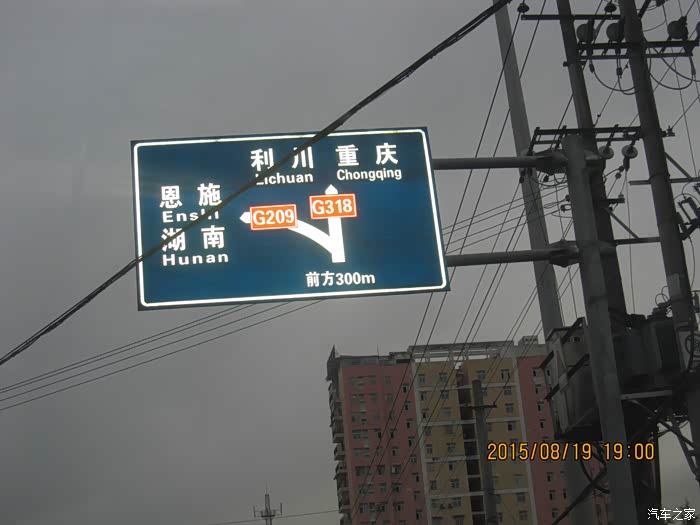 利川 重庆
Lichuan Chongqing
恩施
Enshi
湖南
Hunan
G209
G318
前方300m
2015/08/19 19:00
汽车之家